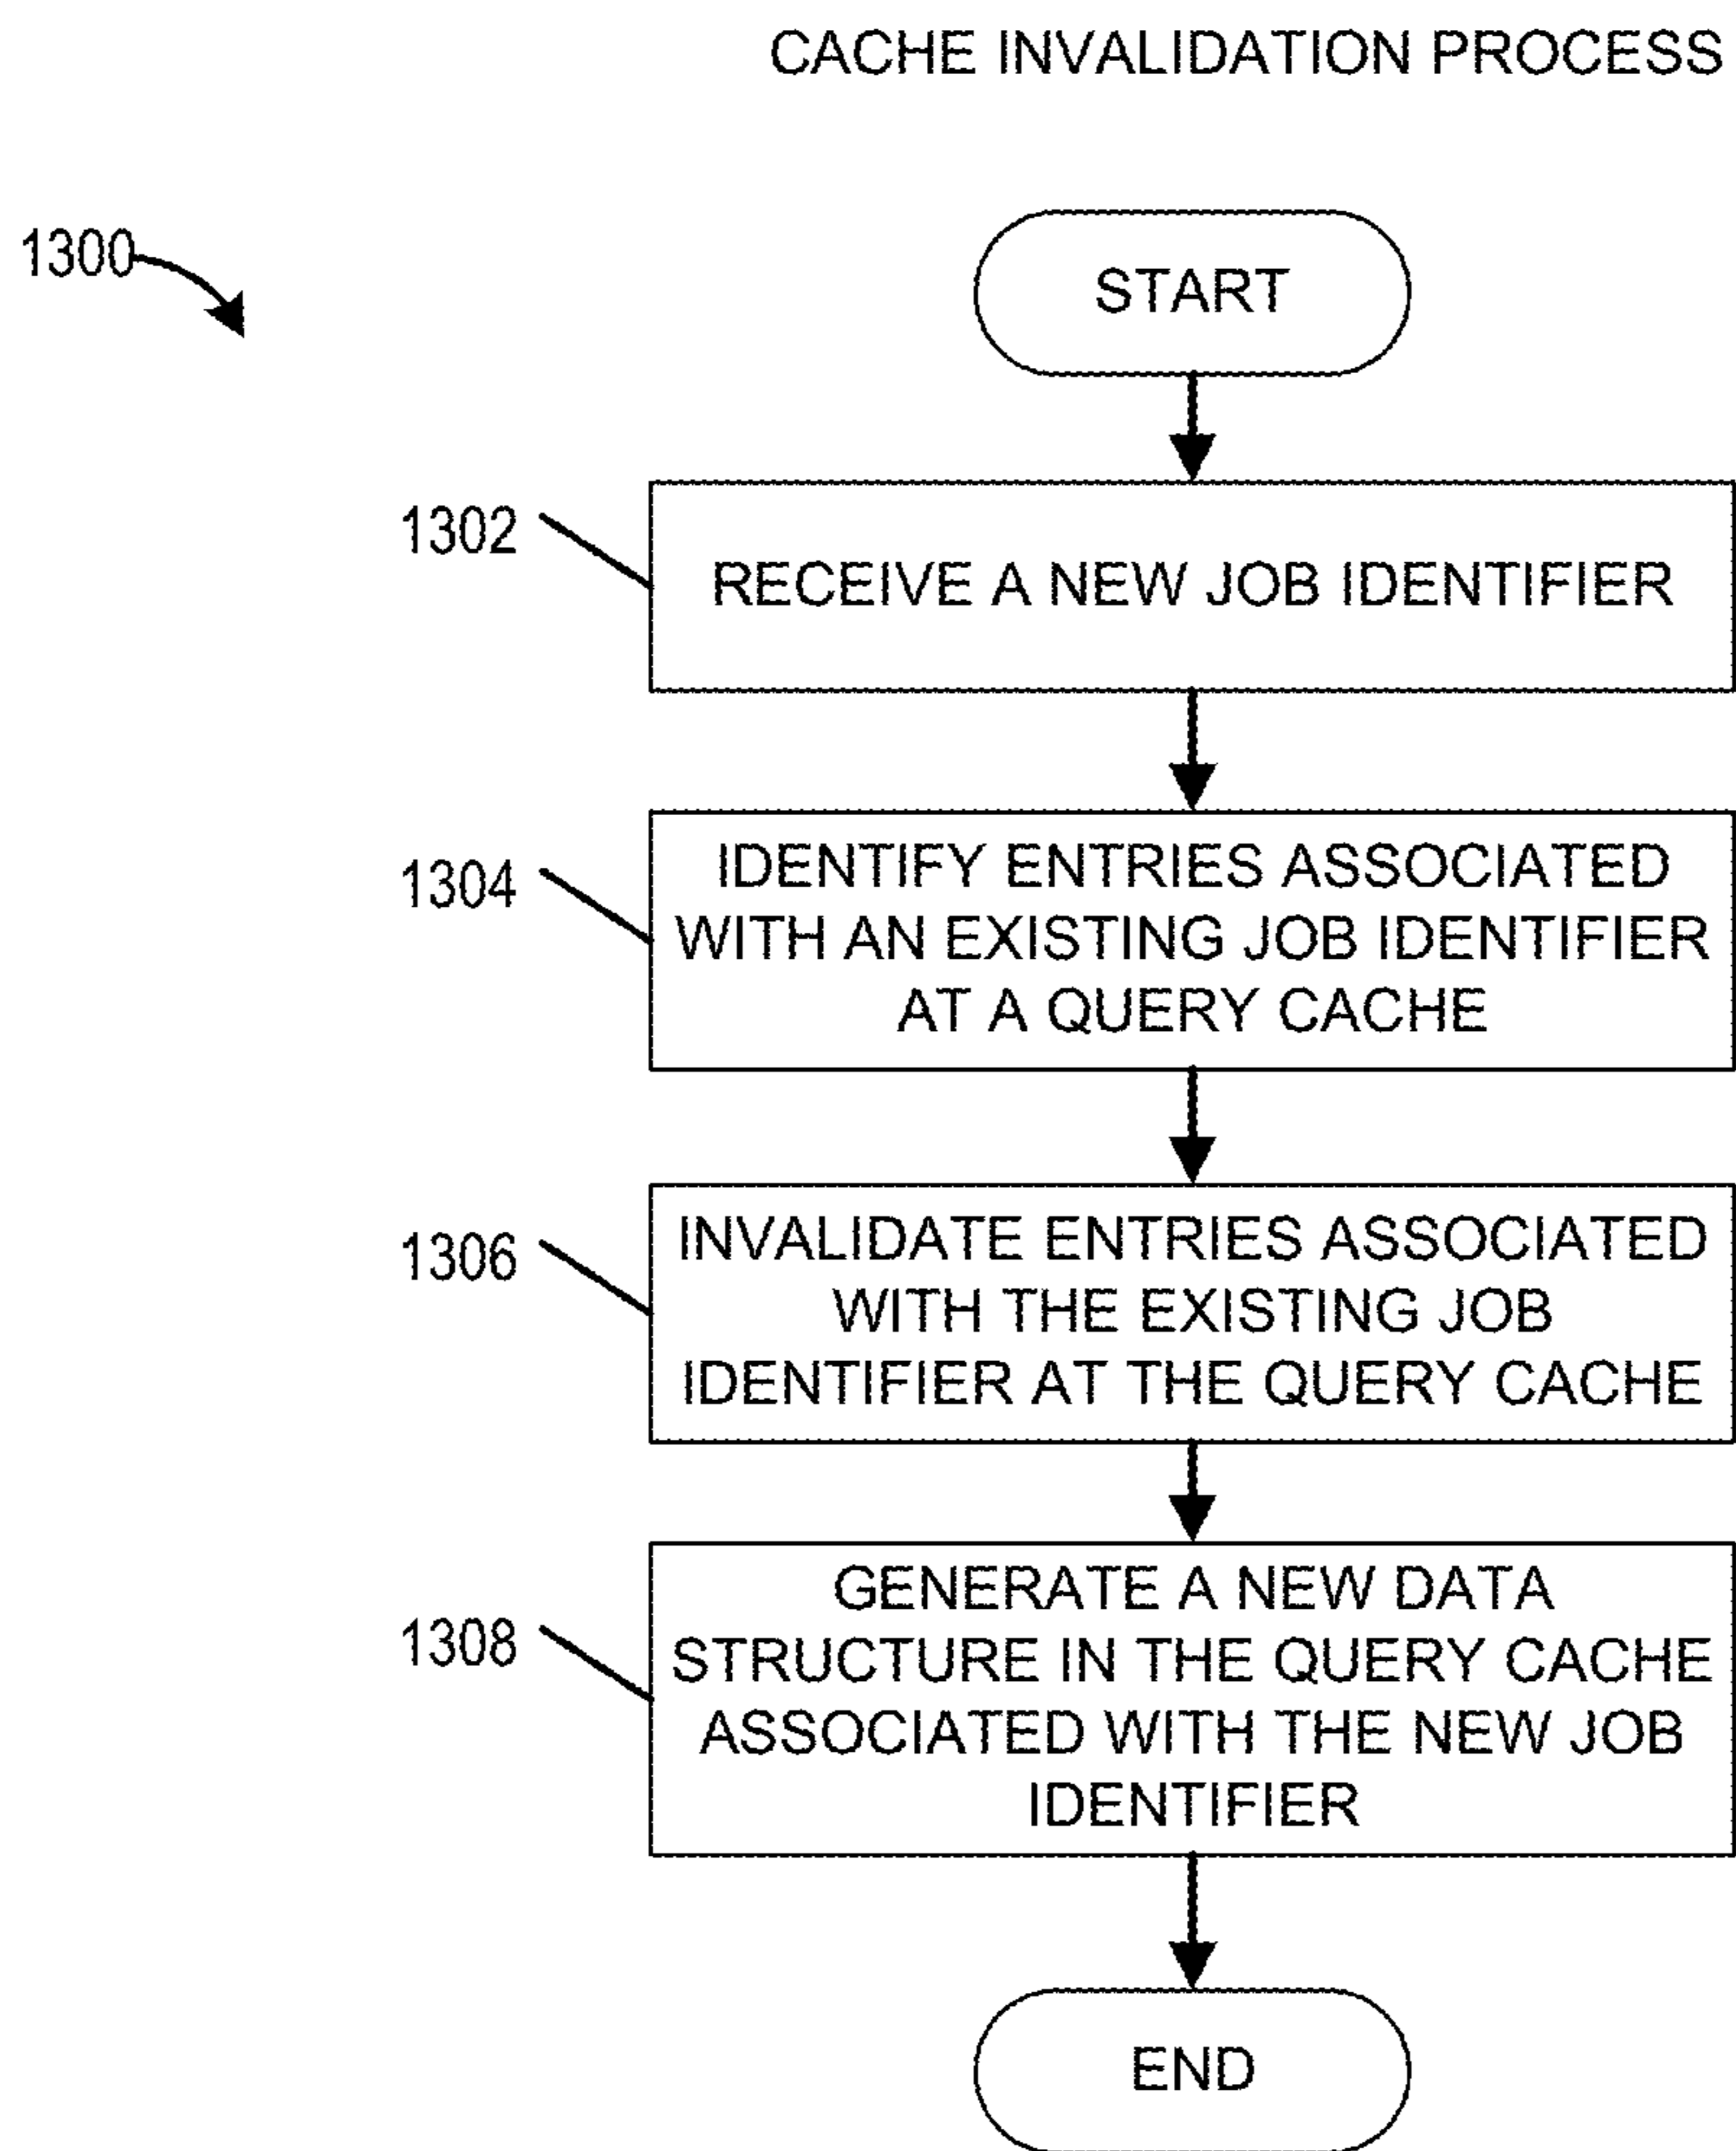 CACHE INVALIDATION PROCESS
1300
START
1302
RECEIVE A NEW JOB IDENTIFIER
1304
IDENTIFY ENTRIES ASSOCIATED
WITH AN EXISTING JOB IDENTIFIER
AT A QUERY CACHE
1306
INVALIDATE ENTRIES ASSOCIATED
WITH THE EXISTING JOB
IDENTIFIER AT THE QUERY CACHE
1308
GENERATE A NEW DATA
STRUCTURE IN THE QUERY CACHE
ASSOCIATED WITH THE NEW JOB
IDENTIFIER
END